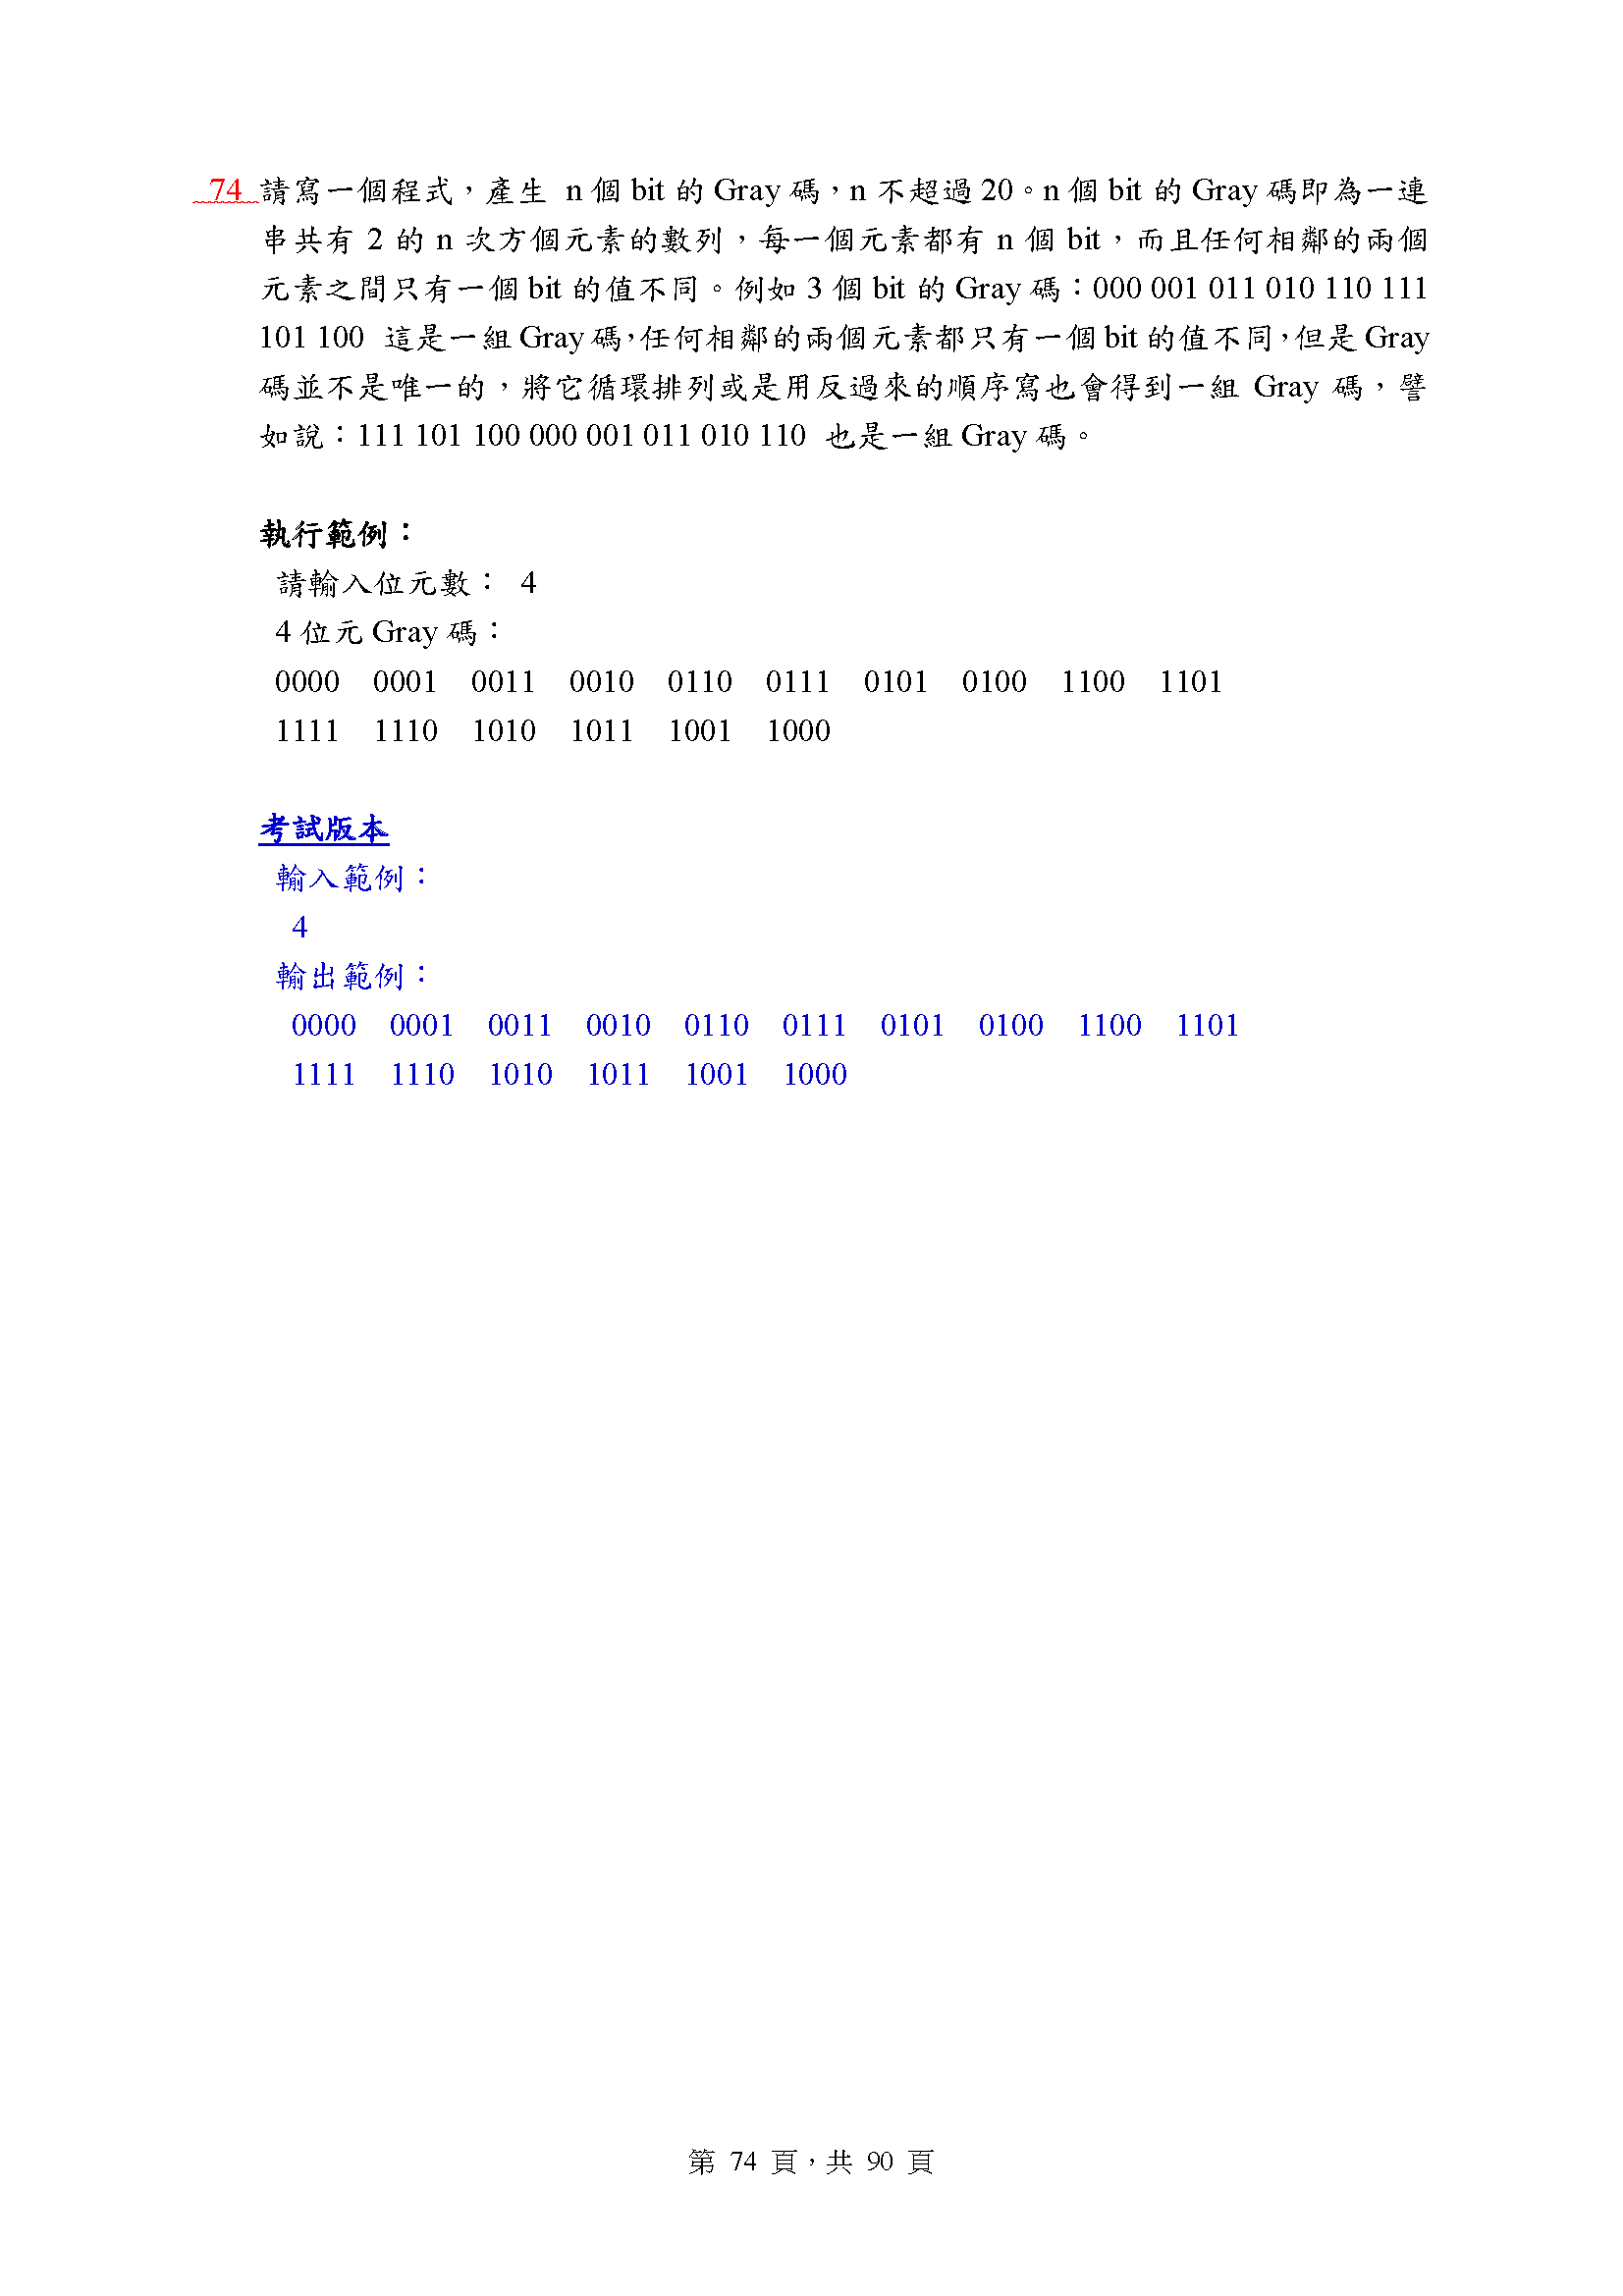 74 請寫一個程式，產生 n 個 bit 的 Gray 碼，n 不超過 20。n 個 bit 的 Gray 碼即為一連
串共有 2 的 n 次方個元素的數列，每一個元素都有 n 個 bit，而且任何相鄰的兩個
元素之間只有一個 bit 的值不同。例如 3 個 bit 的 Gray 碼：000 001 011 010 110 111
101 100 這是一組 Gray 碼，任何相鄰的兩個元素都只有一個 bit 的值不同，但是 Gray
碼並不是唯一的，將它循環排列或是用反過來的順序寫也會得到一組 Gray 碼，譬
如說：111 101 100 000 001 011 010 110 也是一組 Gray 碼。
執行範例：
請輸入位元數： 4
4 位元 Gray 碼：
0000 0001 0011 0010 0110 0111 0101 0100 1100 1101
1111 1110 1010 1011 1001 1000
考試版本
輸入範例：
4
輸出範例：
0000 0001 0011 0010 0110 0111 0101 0100 1100 1101
1111 1110 1010 1011 1001 1000
第 74 頁，共 90 頁